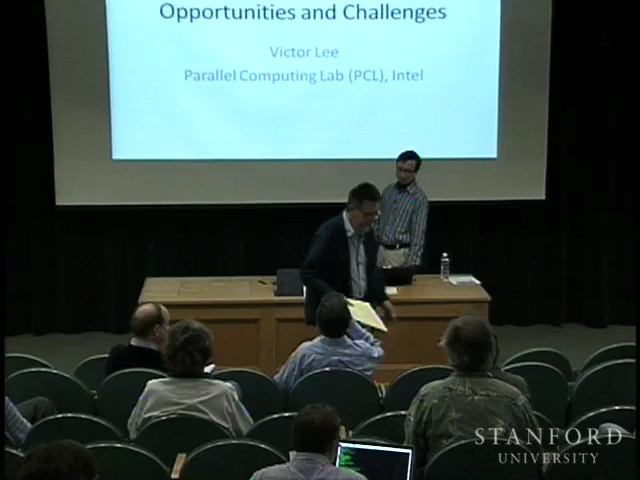 Opportunities and Challenges
Victor Lee
Parallel Computing Lab (PCL), Intel
STANFORD
UNIVERSITY